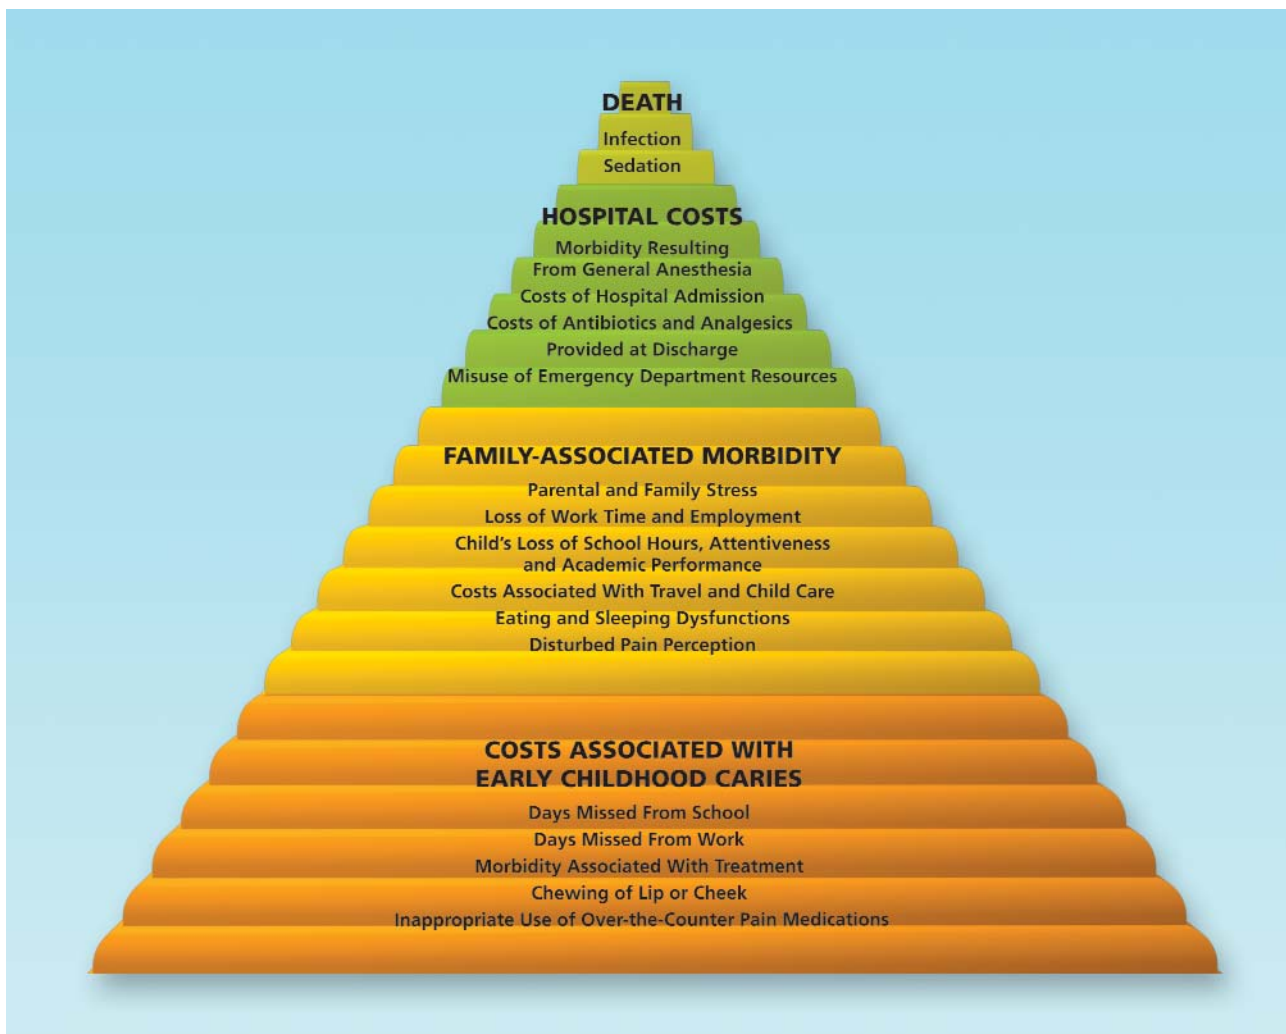 DEATH
Infection
Sedation
HOSPITAL COSTS
Morbidity Resulting
From General Anesthesia
Costs of Hospital Admission
Costs of Antibiotics and Analgesics
Provided at Discharge
Misuse of Emergency Department Resources
FAMILY-ASSOCIATED MORBIDITY
Parental and Family Stress
Loss of Work Time and Employment
Child's Loss of School Hours, Attentiveness
and Academic Performance
Costs Associated With Travel and Child Care
Eating and Sleeping Dysfunctions
Disturbed Pain Perception
COSTS ASSOCIATED WITH
EARLY CHILDHOOD CARIES
Days Missed From School
Days Missed From Work
Morbidity Associated With Treatment
Chewing of Lip or Cheek
Inappropriate Use of Over-the-Counter Pain Medications